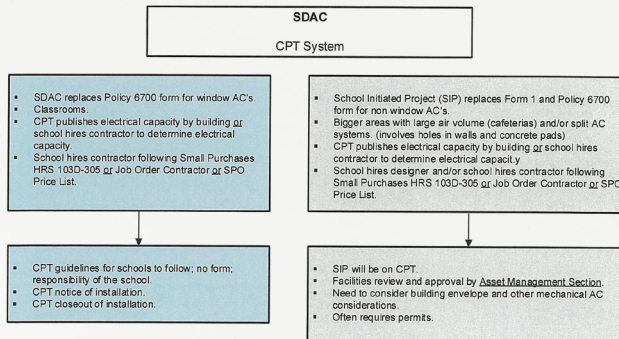 SDAC
CPT System
▪ SDAC replaces Policy 6700 form for window AC's.
▪ Classrooms.
▪ CPT publishes electrical capacity by building or
school hires contractor to determine electrical
capacity.
▪ School hires contractor following Small Purchases
HRS 103D-305 or Job Order Contractor or SPO
Price List.
▪ CPT guidelines for schools to follow; no form;
responsibility of the school.
▪ CPT notice of installation.
▪ CPT closeout of installation.
▪ School Initiated Project (SIP) replaces Form 1 and Policy 6700
form for non window AC's.
▪ Bigger areas with large air volume (cafeterias) and/or split AC
systems. (involves holes in walls and concrete pads)
▪ CPT publishes electrical capacity by building or school hires
contractor to determine electrical capacit.y
▪ School hires designer and/or school hires contractor following
Small Purchases HRS 103D-305 or Job Order Contractor or SPO
Price List.
▪ SIP will be on CPT.
▪ Facilities review and approval by Asset Management Section.
▪ Need to consider building envelope and other mechanical AC
considerations.
▪ Often requires permits.